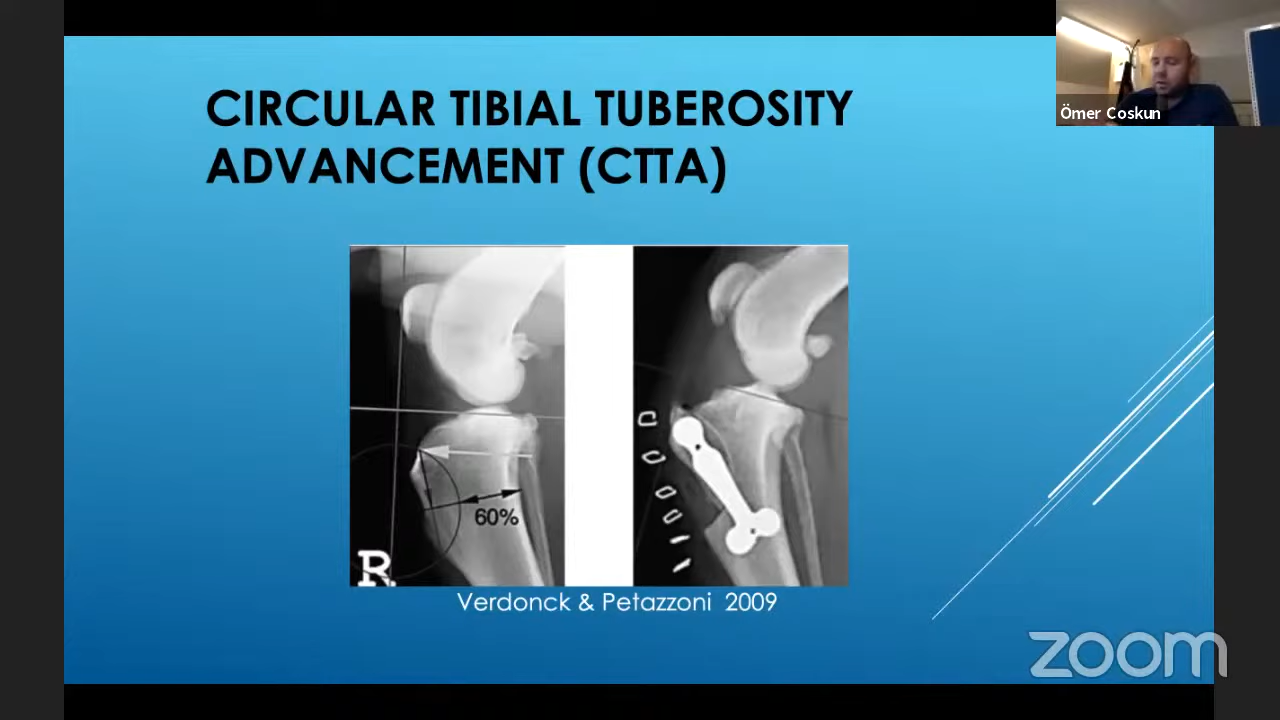 CIRCULAR TIBIAL TUBEROSITY
ADVANCEMENT (CTTA)
Ömer Coskun
60%
R
Verdonck & Petazzoni 2009
zoom